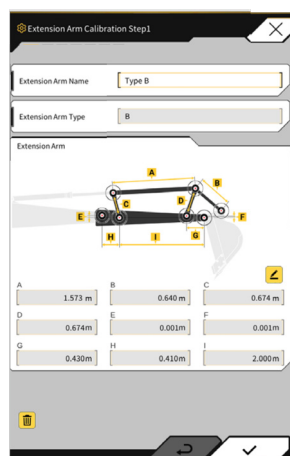 Extension Arm Calibration Step1
Extension Arm Name
Type B
Extension Arm Type
B
Extension Arm
A
B
C
D
E
F
G
H
I
A B C
1.573 m 0.640 m 0.674 m
D E F
0.674m 0.001m 0.001m
G H I
0.430m 0.410m 2.000m